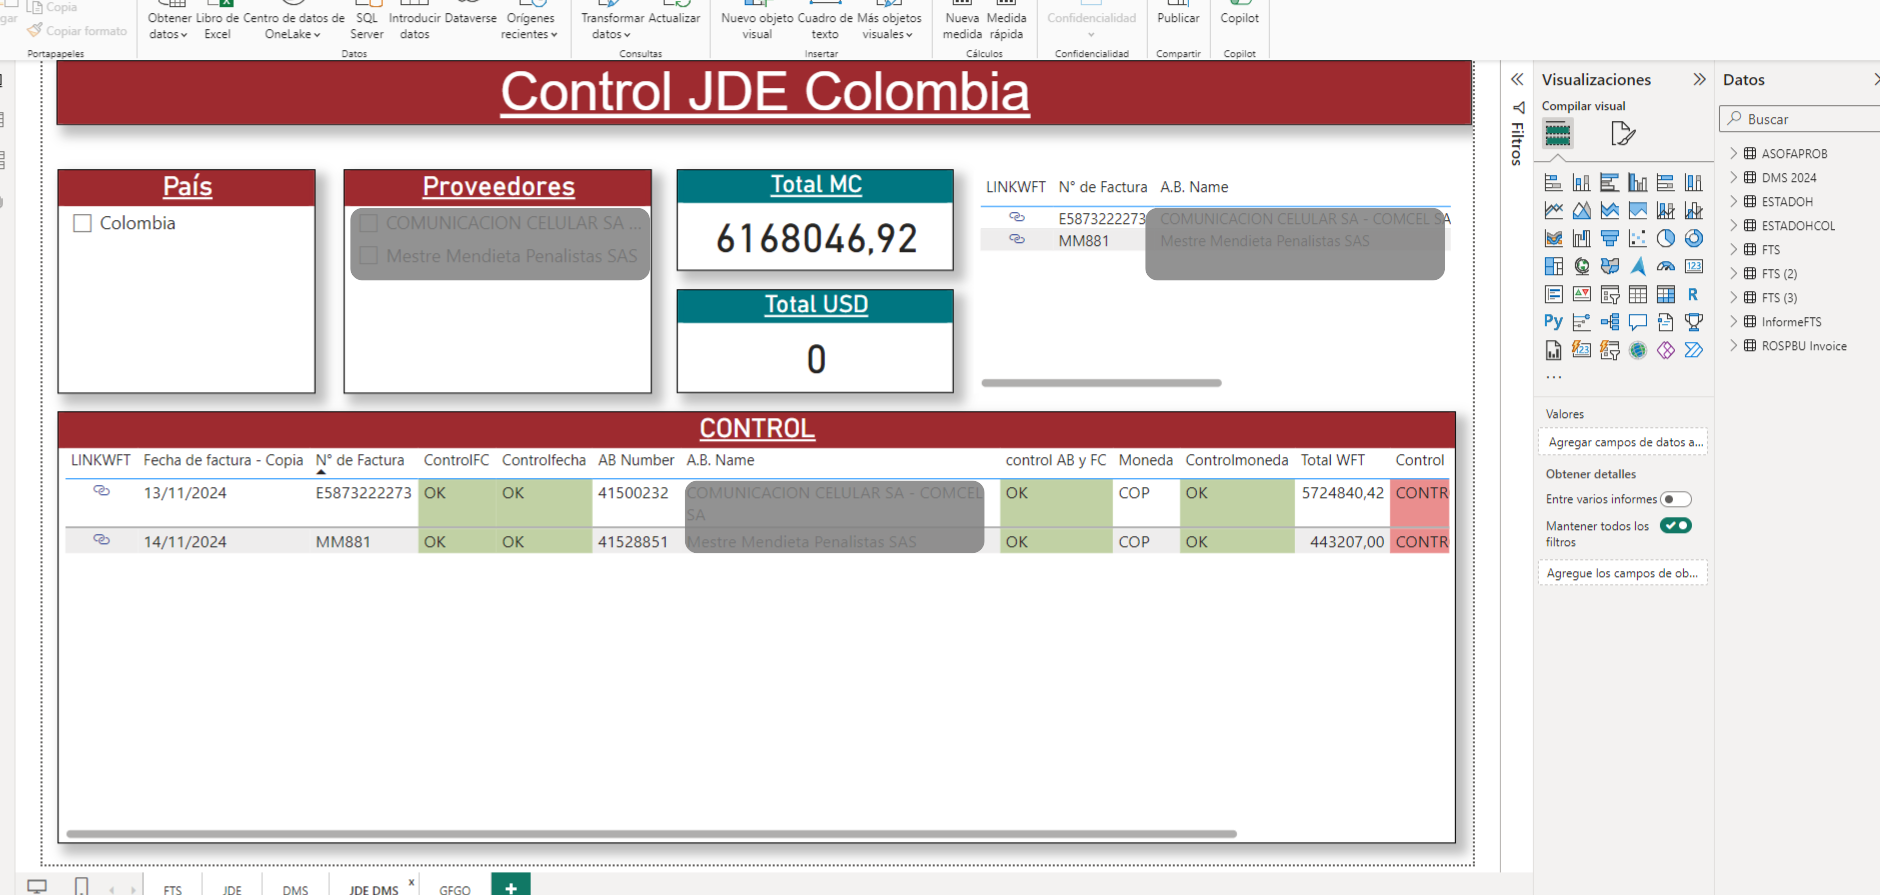 Copia
Copiar formato
Portapapeles
Obtener datos
Libro de Excel
Centro de datos de OneLake
SQL Server
Introducir datos
Dataverse
Orígenes recientes
Datos
Transformar datos
Actualizar
Consultas
Nuevo objeto visual
Cuadro de texto
Más objetos visuales
Insertar
Nueva medida
Medida rápida
Cálculos
Confidencialidad
Confidencialidad
Publicar
Compartir
Copilot
Copilot
Control JDE Colombia
País
Colombia
Proveedores
COMUNICACION CELULAR SA ...
Mestre Mendieta Penalistas SAS
Total MC
6168046,92
Total USD
0
LINKWFT N° de Factura A.B. Name
E5873222273 COMUNICACION CELULAR SA - COMCEL SA
MM881 Mestre Mendieta Penalistas SAS
CONTROL
LINKWFT Fecha de factura - Copia N° de Factura ControlFC Controlfecha AB Number A.B. Name control AB y FC Moneda Controlmoneda Total WFT Control
13/11/2024 E5873222273 OK OK 41500232 COMUNICACION CELULAR SA - COMCEL SA OK COP OK 5724840,42 CONTR
14/11/2024 MM881 OK OK 41528851 Mestre Mendieta Penalistas SAS OK COP OK 443207,00 CONTR
FTS
JDE
DMS
JDE DMS x
GFGO
+
Filtros
Visualizaciones
Compilar visual
123
R
Py
123
...
Valores
Agregar campos de datos a...
Obtener detalles
Entre varios informes
Mantener todos los
filtros
Agregue los campos de ob...
Datos
Buscar
ASOFAPROB
DMS 2024
ESTADOH
ESTADOHCOL
FTS
FTS (2)
FTS (3)
InformeFTS
ROSPBU Invoice